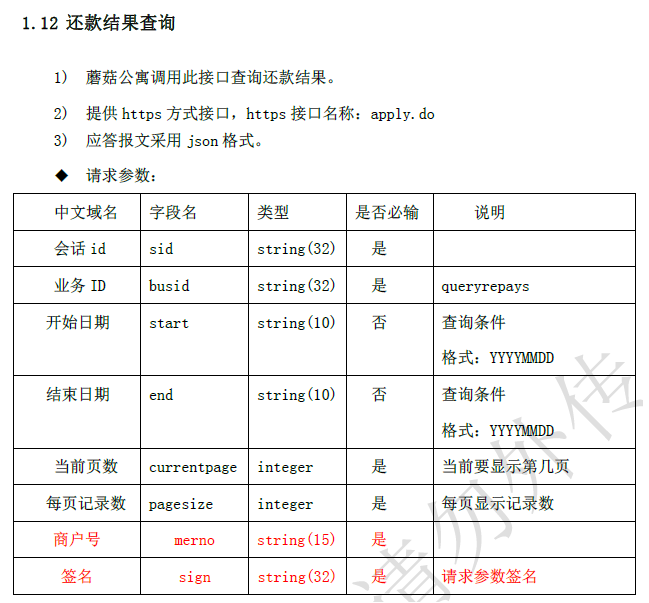 1.12 还款结果查询
1) 蘑菇公寓调用此接口查询还款结果。
2) 提供 https 方式接口，https 接口名称：apply.do
3) 应答报文采用 json 格式。
◆ 请求参数：
中文域名 字段名 类型 是否必输 说明
会话 id sid string(32) 是
业务 ID busid string(32) 是 queryrepays
开始日期 start string(10) 否 查询条件
格式：YYYYMMDD
结束日期 end string(10) 否 查询条件
格式：YYYYMMDD
当前页数 currentpage integer 是 当前要显示第几页
每页记录数 pagesize integer 是 每页显示记录数
商户号 merno string(15) 是
签名 sign string(32) 是 请求参数签名
请勿外传